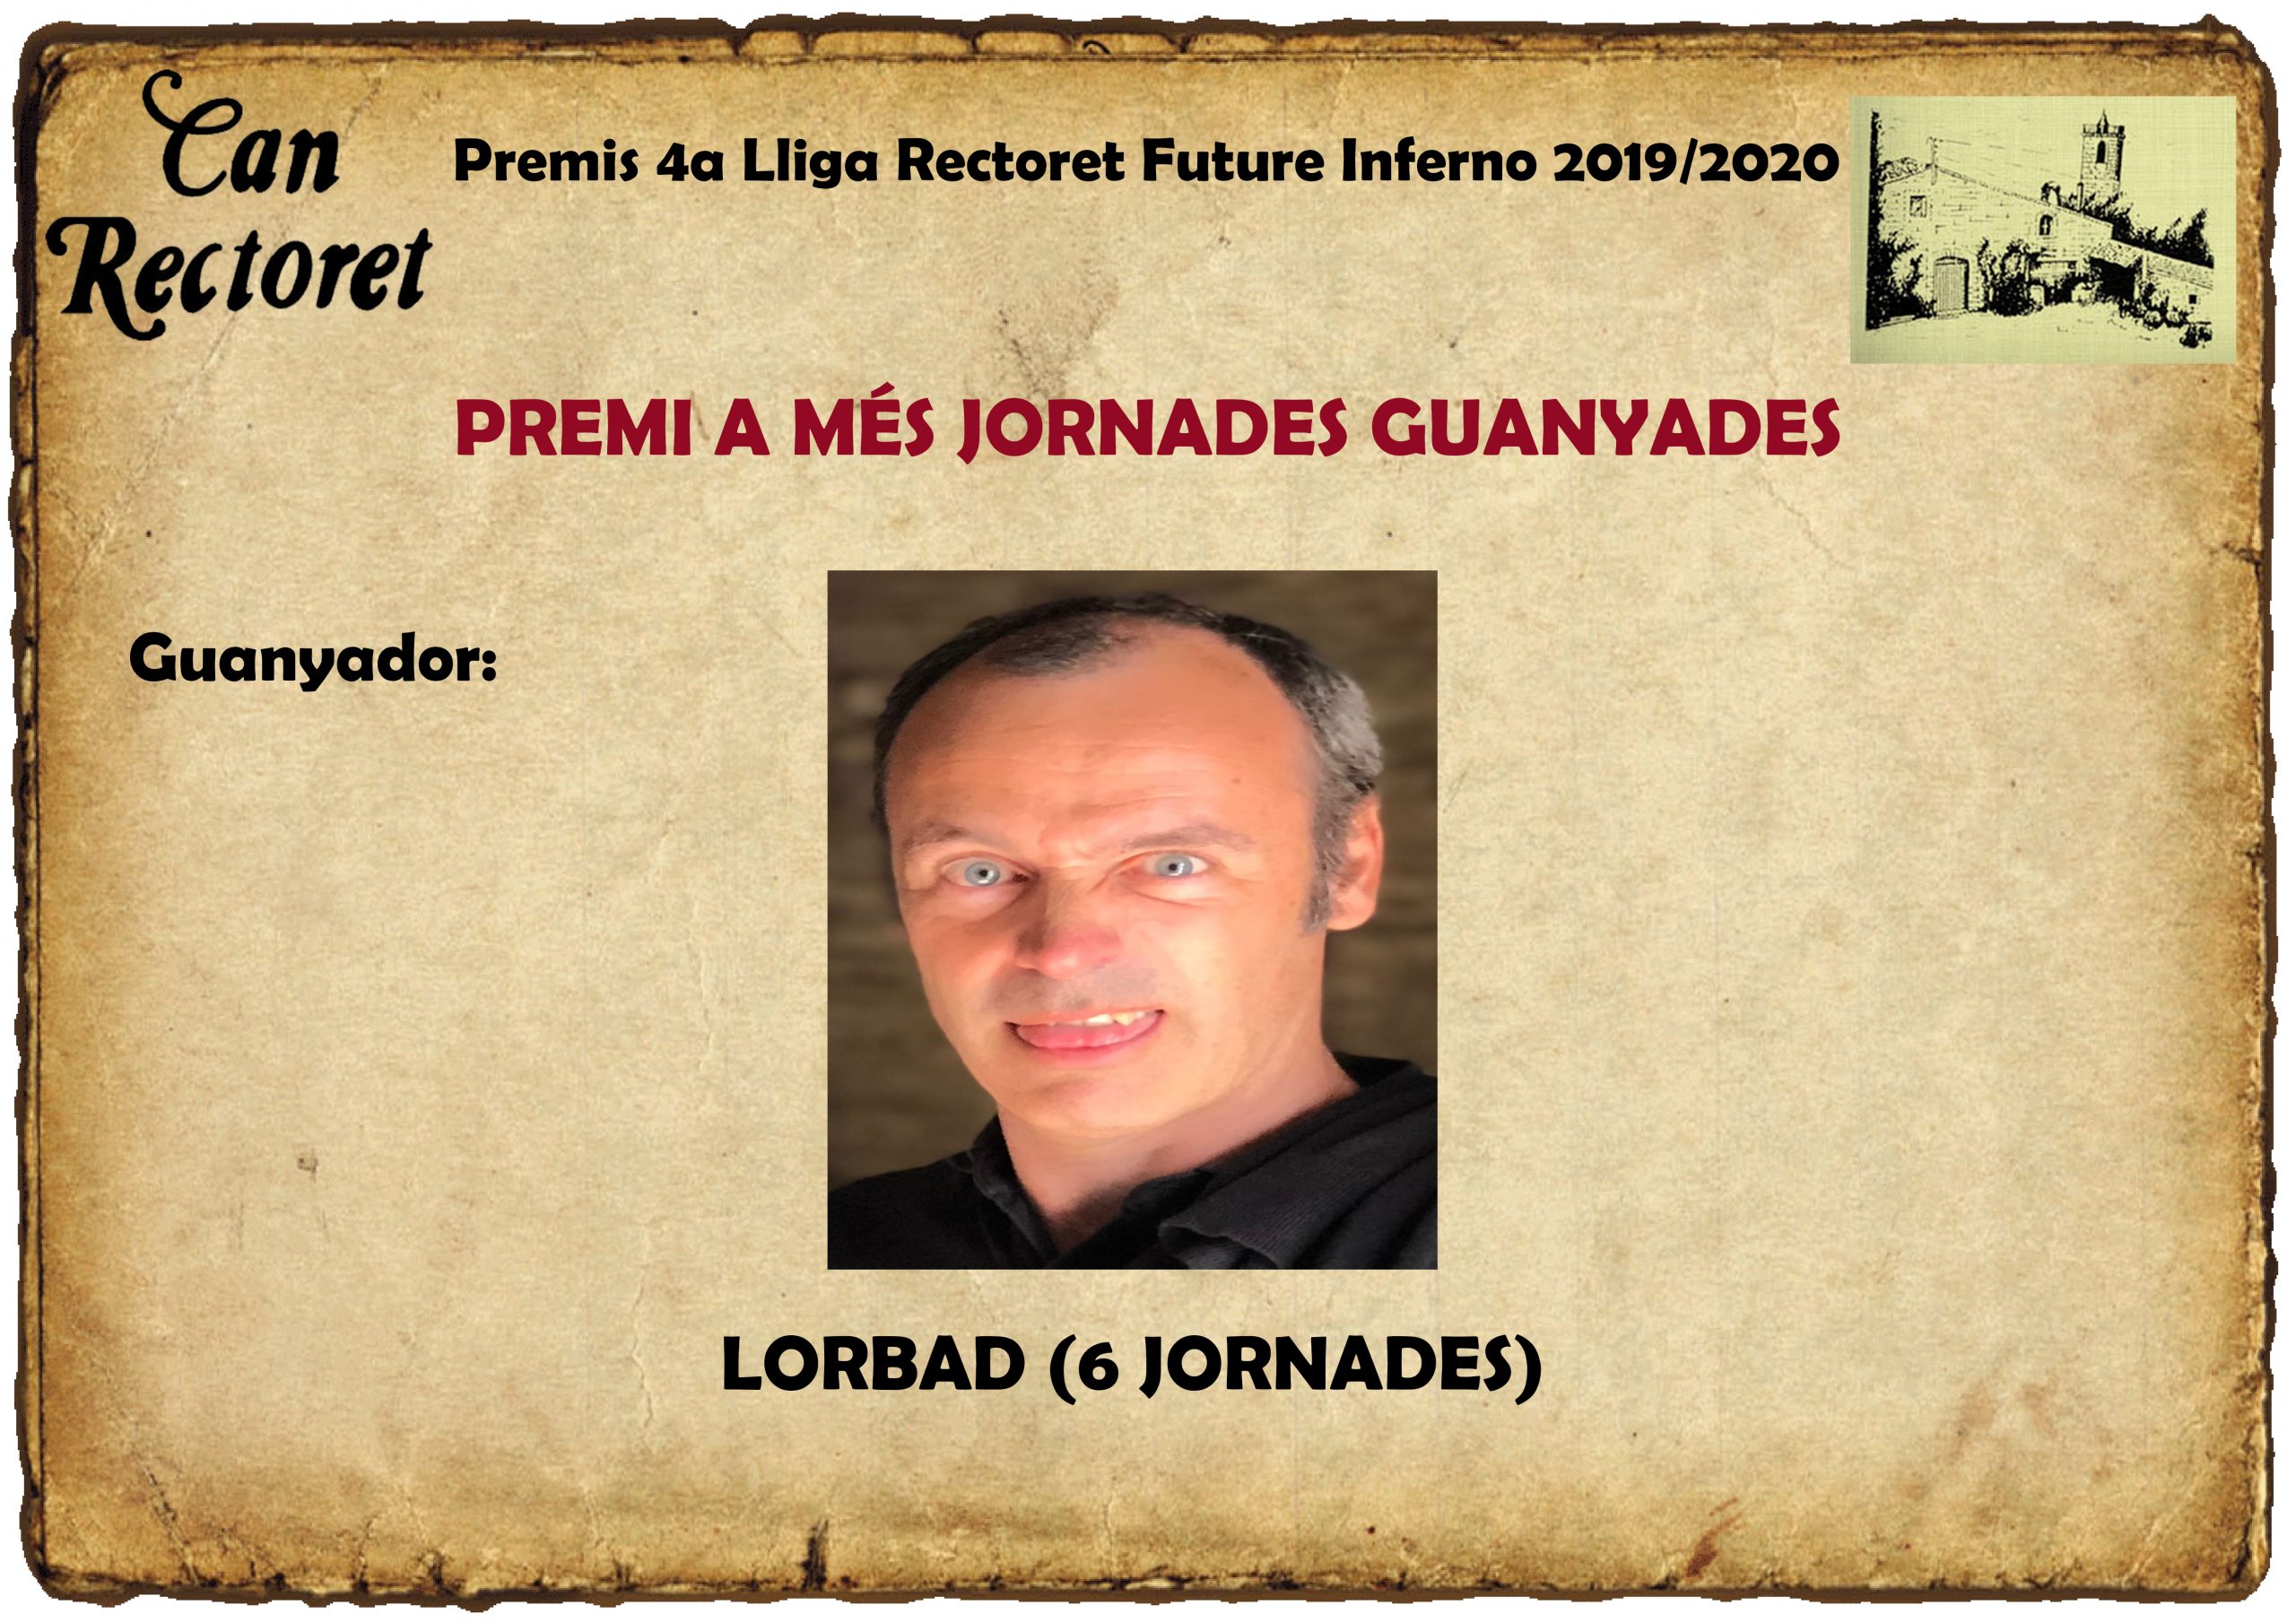 Can
Rectoret
Premis 4a Lliga Rectoret Future Inferno 2019/2020
PREMI A MÉS JORNADES GUANYADES
Guanyador:
LORBAD (6 JORNADES)